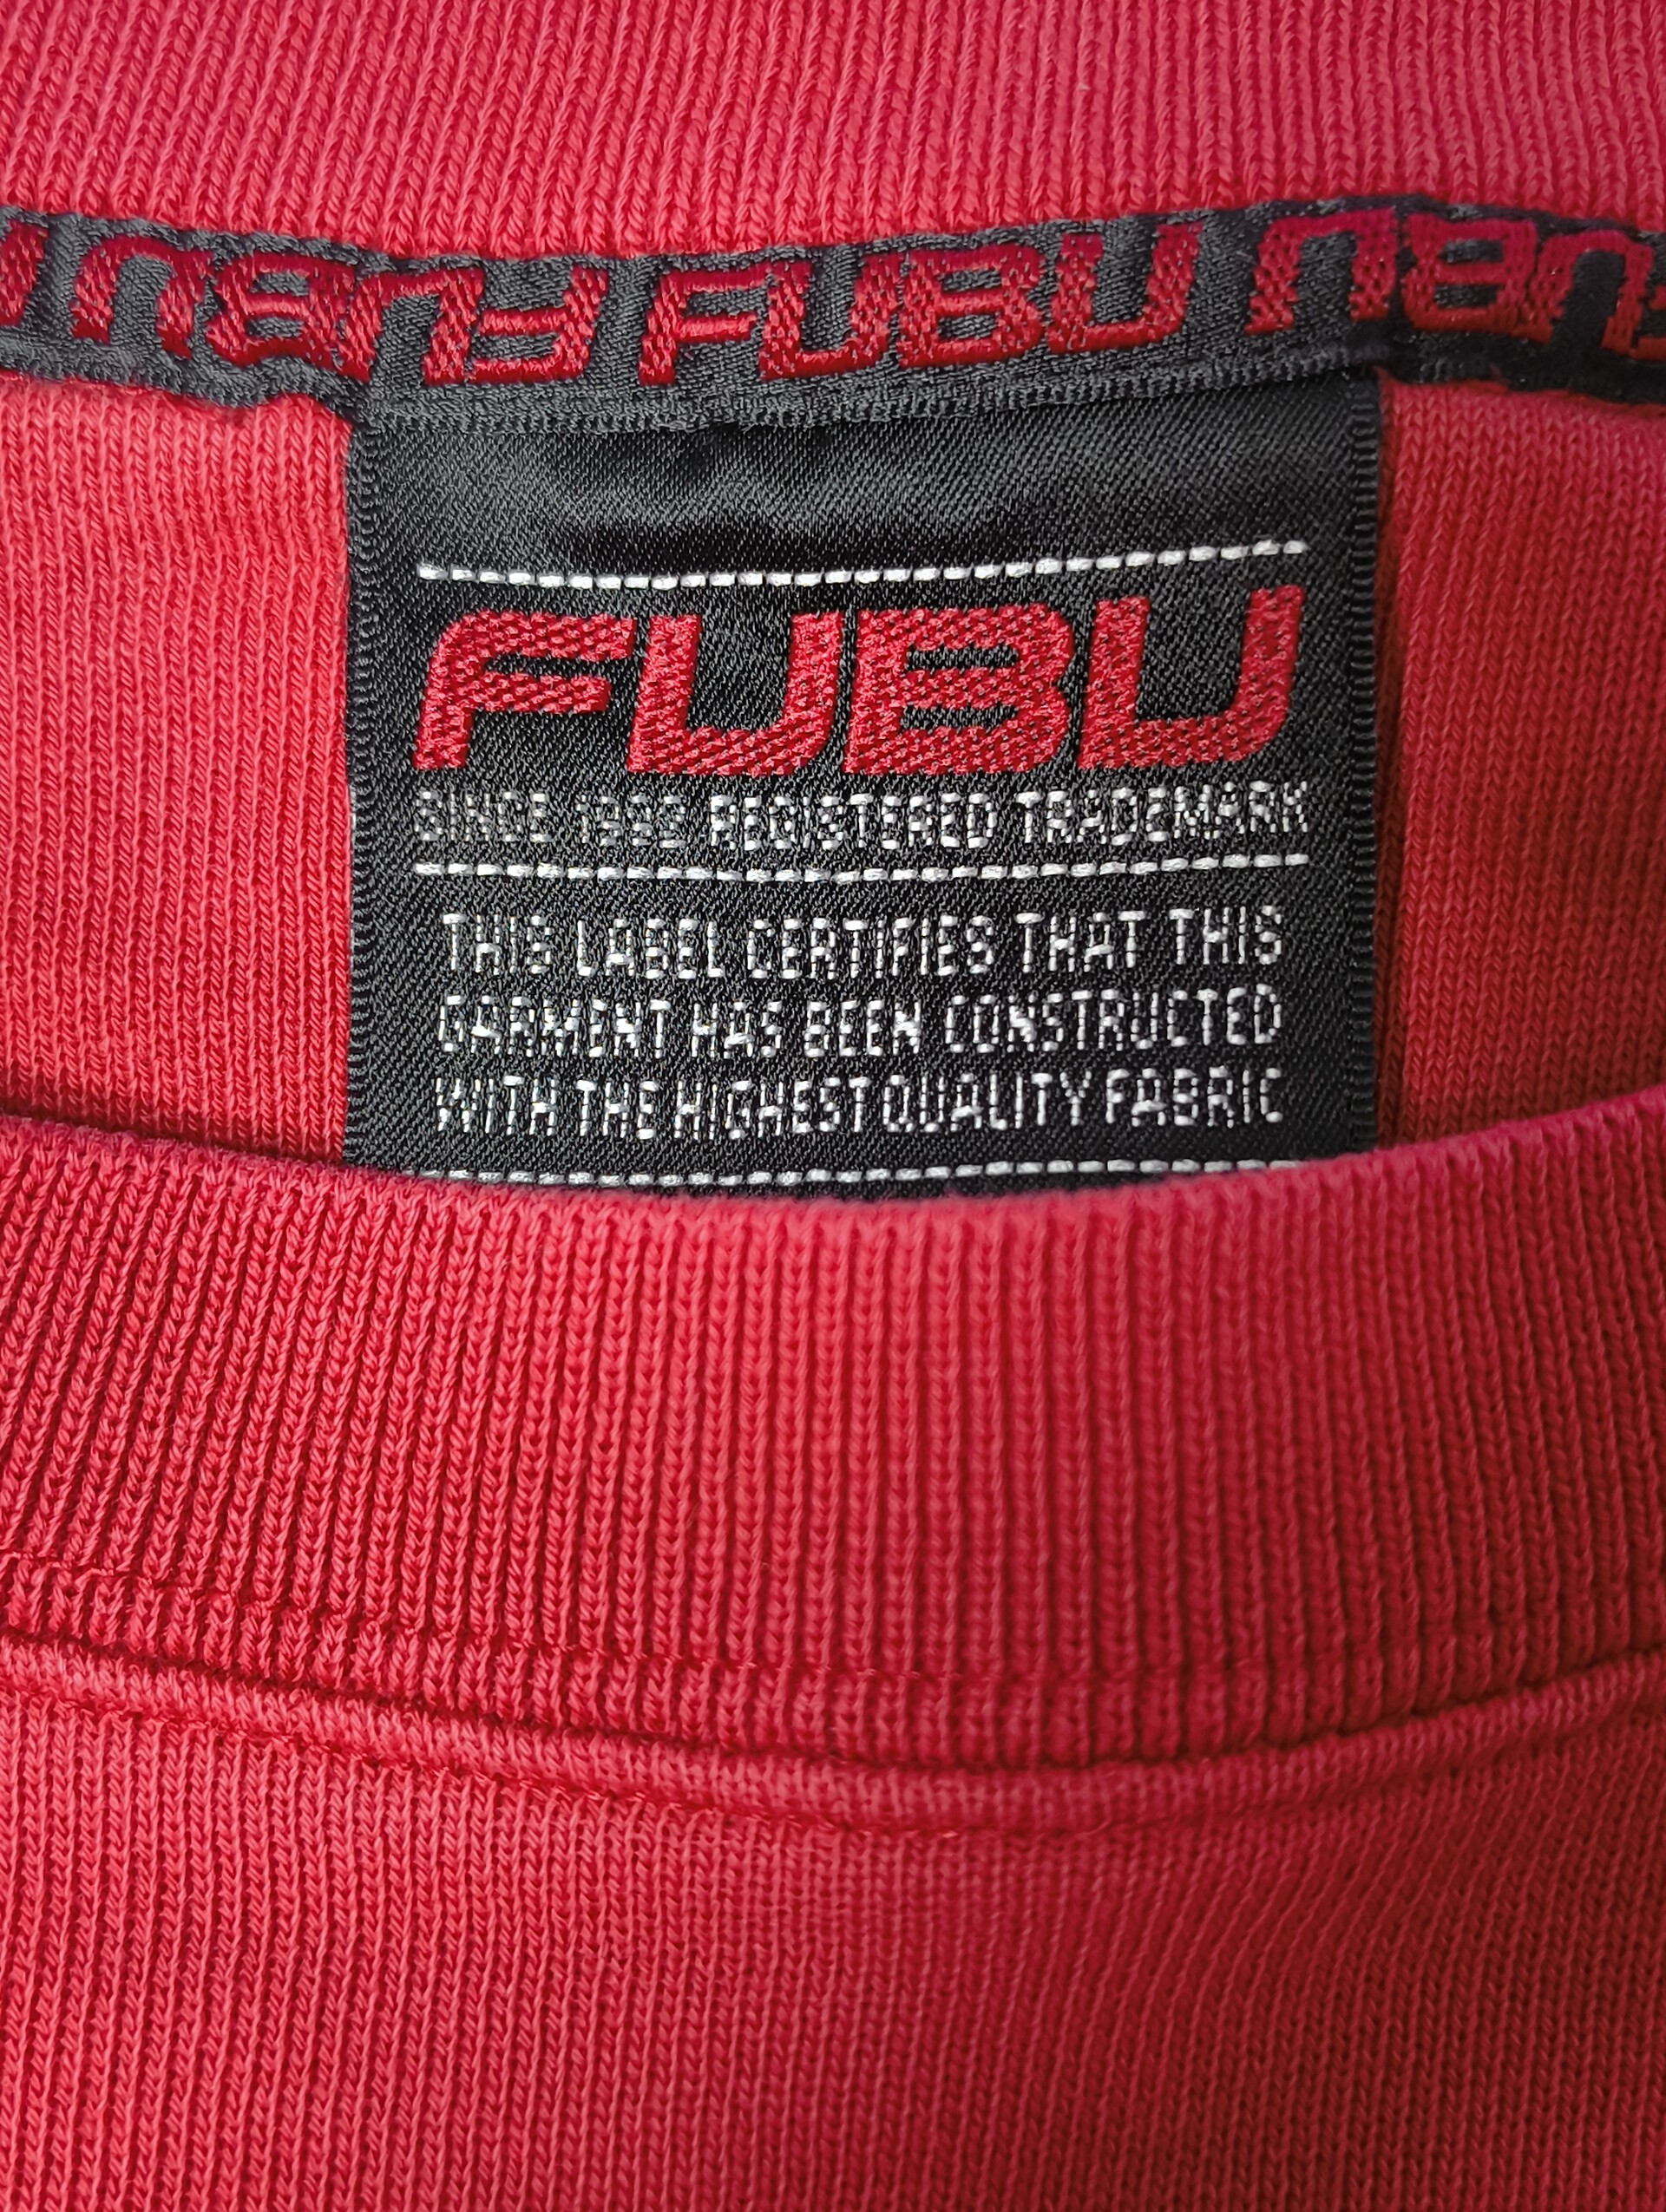 FUBU FUBU FUBU FUBU
FUBU
SINCE 1992 REGISTERED TRADEMARK
THIS LABEL CERTIFIES THAT THIS
GARMENT HAS BEEN CONSTRUCTED
WITH THE HIGHEST QUALITY FABRIC